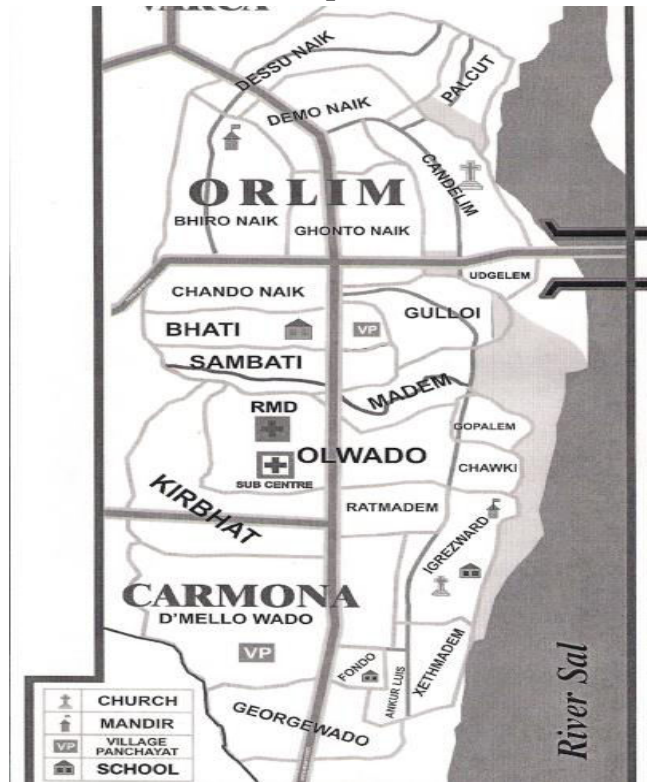 VARCA
DESSU NAIK
PALCUT
DEMO NAIK
CANDELIM
ORLIM
BHIRO NAIK
GHONTO NAIK
UDGELEM
CHANDO NAIK
GULLOI
BHATI
VP
SAMBATI
MADEM
RMD
GOPALEM
OLWADO
CHAWKI
SUB CENTRE
KIRBHAT
RATMADEM
IGREZWARD
CARMONA
D'MELLO WADO
VP
FONDO
ANKUR LUIS
XETHMADEM
GEORGEWADO
River Sal
CHURCH
MANDIR
VP VILLAGE
PANCHAYAT
SCHOOL